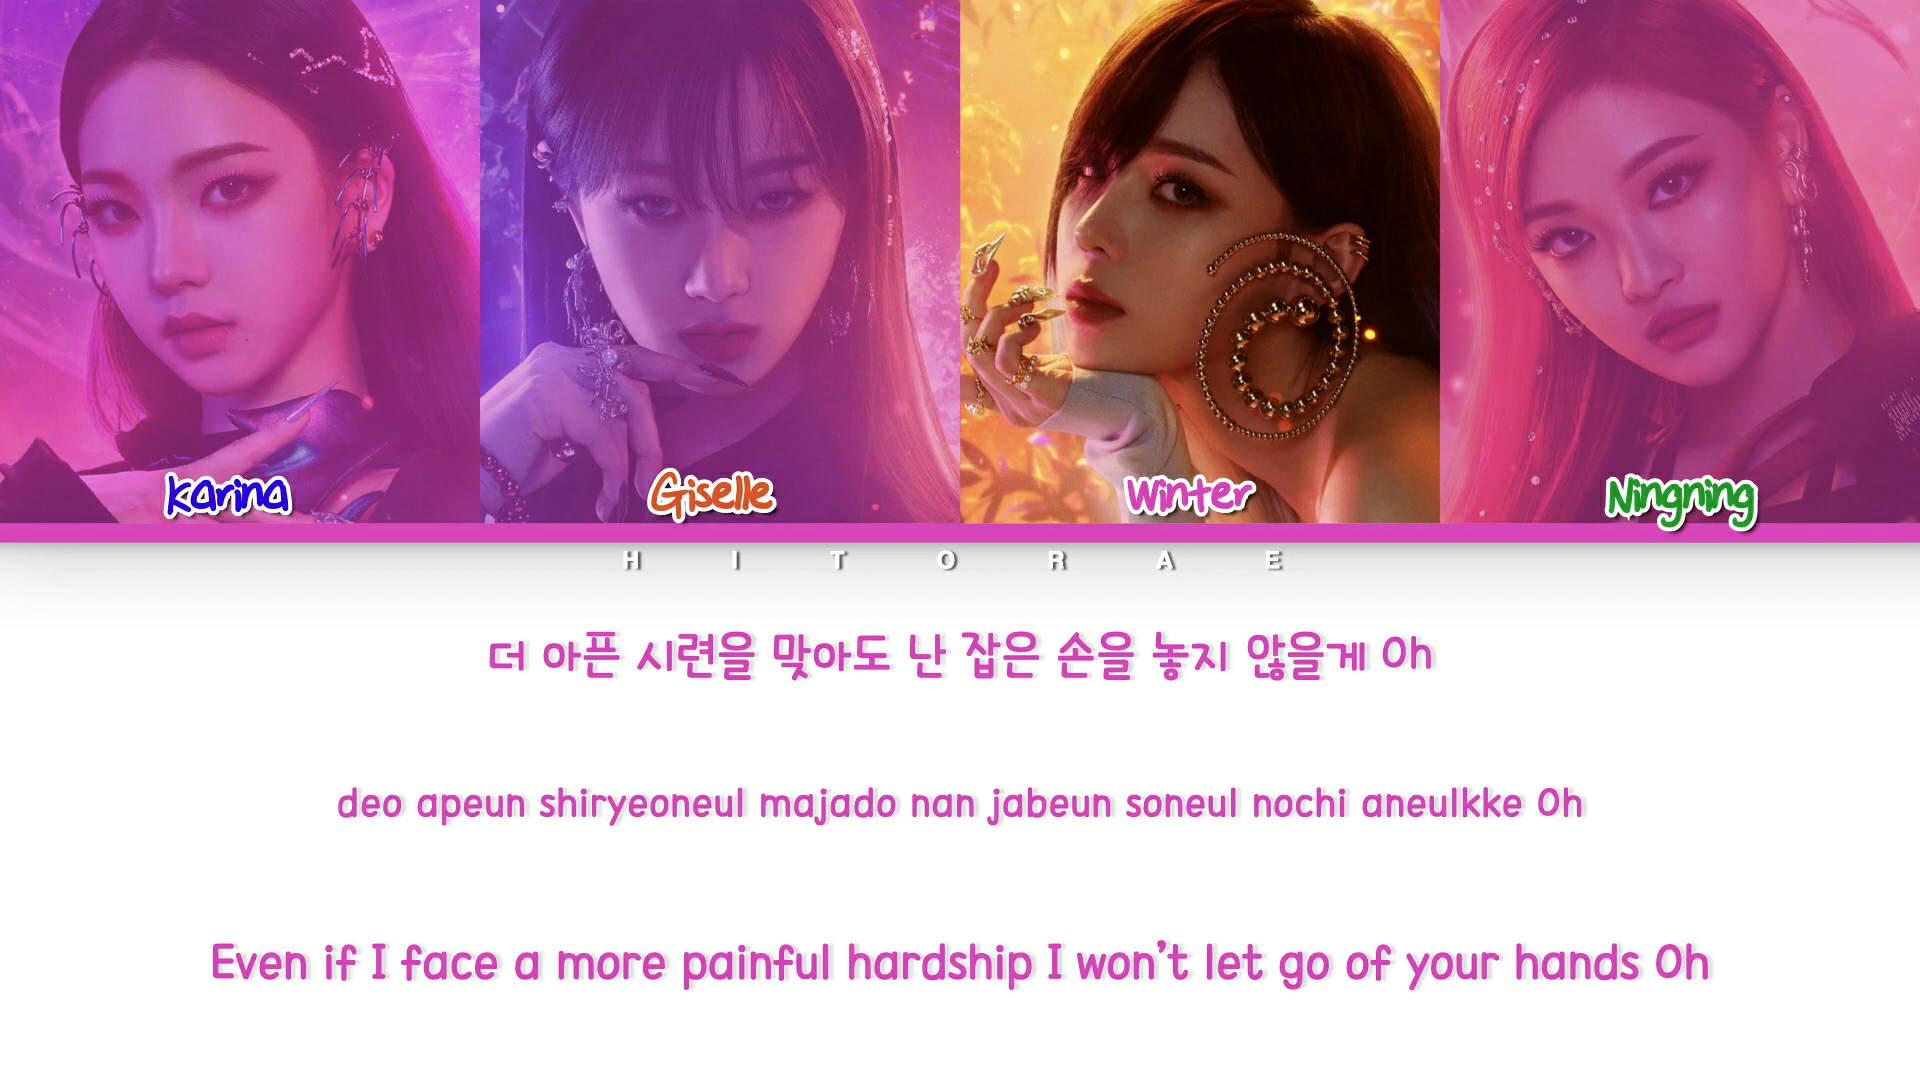 Karina
Giselle
Winter
Ningning
HITORAE
더 아픈 시련을 맞아도 난 잡은 손을 놓지 않을게 Oh
deo apeun shiryeoneul majado nan jabeun soneul nochi aneulkke Oh
Even if I face a more painful hardship I won't let go of your hands Oh